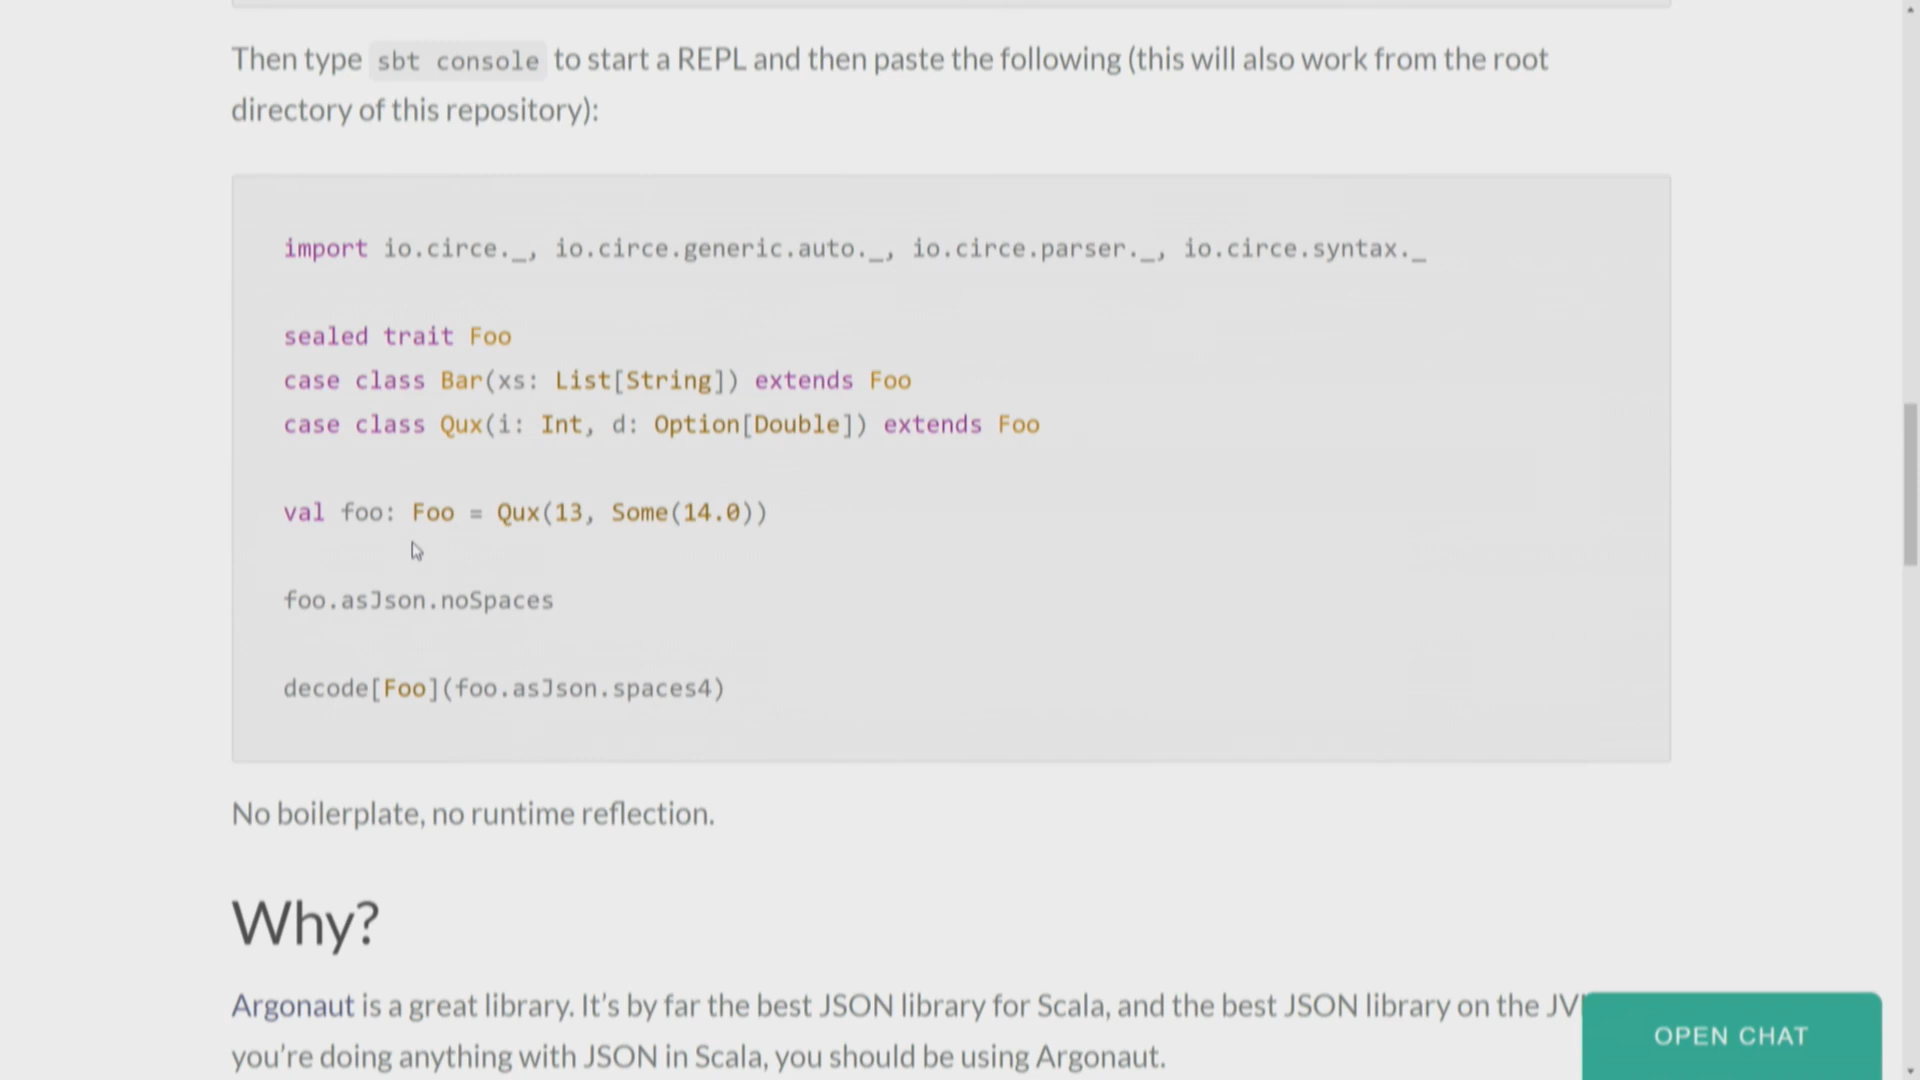 Then type sbt console to start a REPL and then paste the following (this will also work from the root
directory of this repository):
import io.circe._, io.circe.generic.auto._, io.circe.parser._, io.circe.syntax._
sealed trait Foo
case class Bar(xs: List[String]) extends Foo
case class Qux(i: Int, d: Option[Double]) extends Foo
val foo: Foo = Qux(13, Some(14.0))
foo.asJson.noSpaces
decode[Foo](foo.asJson.spaces4)
No boilerplate, no runtime reflection.
Why?
Argonaut is a great library. It’s by far the best JSON library for Scala, and the best JSON library on the
you’re doing anything with JSON in Scala, you should be using Argonaut.
OPEN CHAT